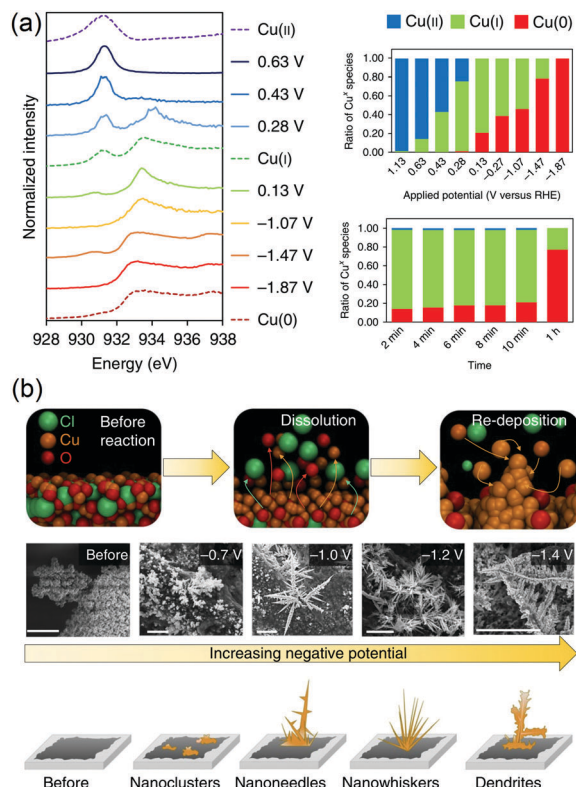 (a)
Normalized intensity
Cu(II)
0.63 V
0.43 V
0.28 V
Cu(I)
0.13 V
−1.07 V
−1.47 V
−1.87 V
Cu(0)
928 930 932 934 936 938
Energy (eV)
Cu(II) Cu(I) Cu(0)
Ratio of Cuˣ species
1.00
0.80
0.60
0.40
0.20
0.00
1.13 0.63 0.43 0.28 0.13 −0.27 −1.07 −1.47 −1.87
Applied potential (V versus RHE)
Ratio of Cuˣ species
1.00
0.80
0.60
0.40
0.20
0.00
2 min 4 min 6 min 8 min 10 min 1 h
Time
(b)
Cl
Cu
O
Before
reaction
Dissolution
Re-deposition
Before
−0.7 V
−1.0 V
−1.2 V
−1.4 V
Increasing negative potential
Before Nanoclusters Nanoneedles Nanowhiskers Dendrites